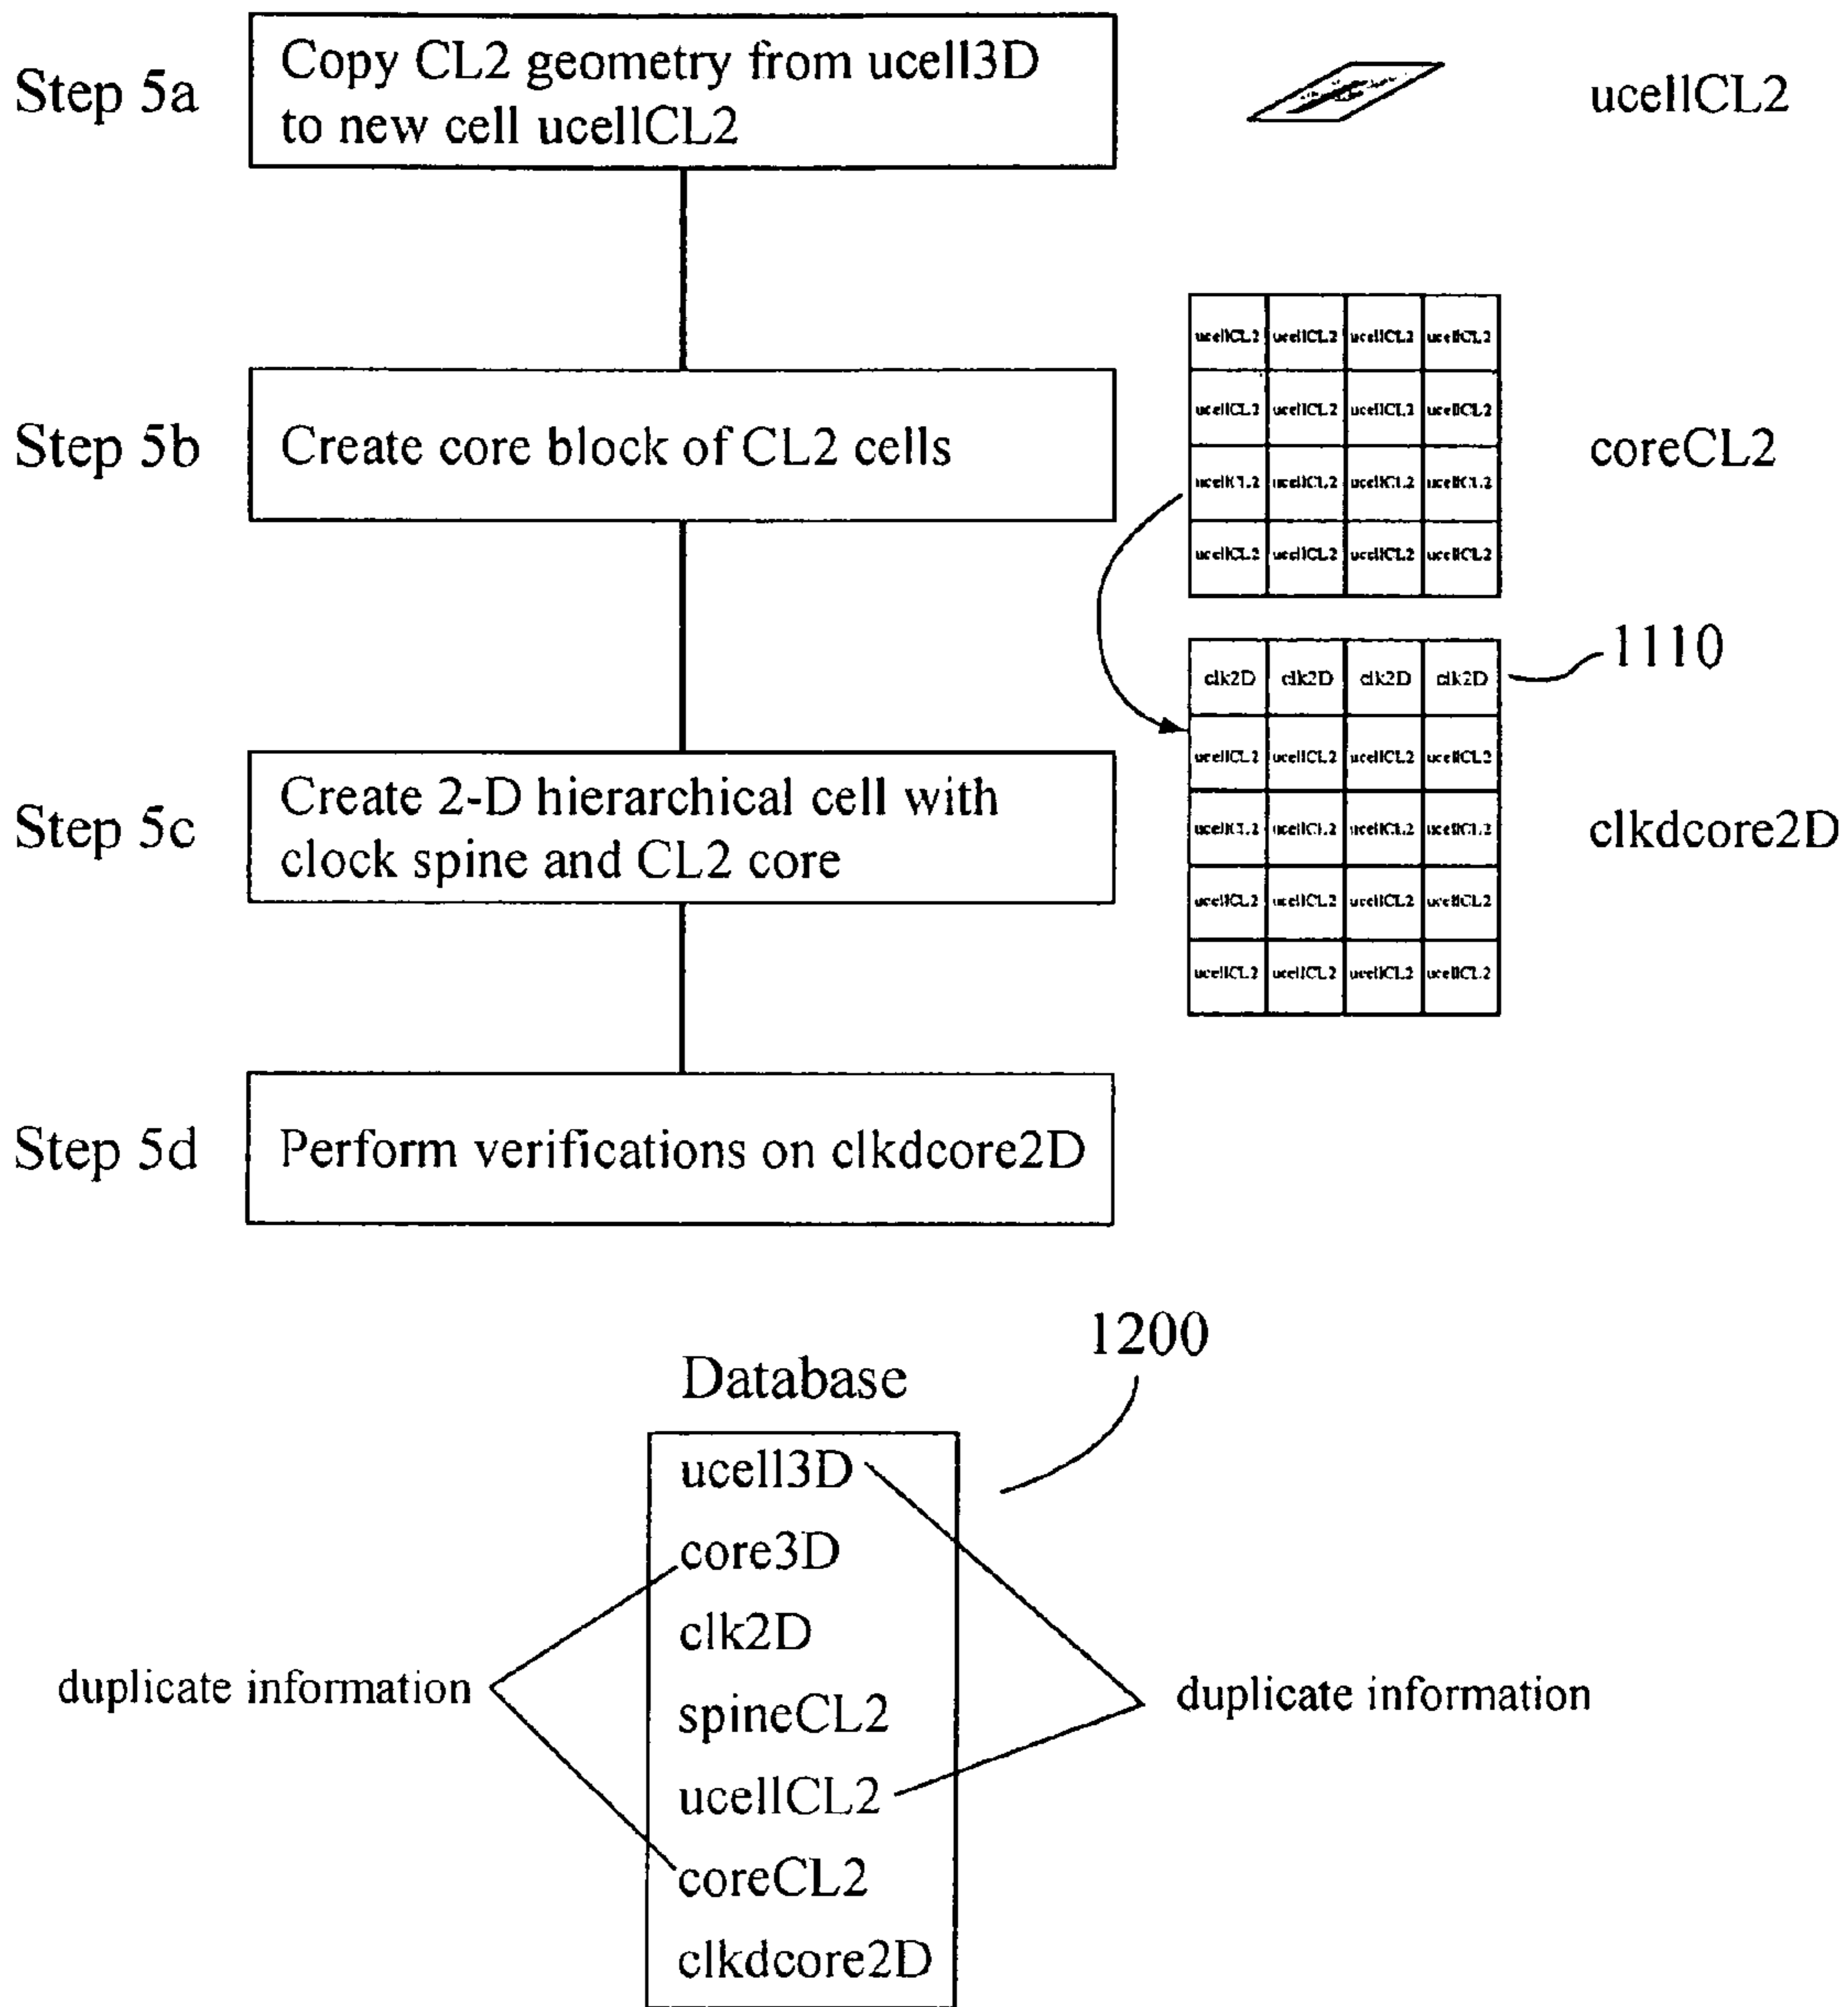 Step 5a
Copy CL2 geometry from ucell3D
to new cell ucellCL2
ucellCL2
ucellCL2 ucellCL2 ucellCL2 ucellCL2
ucellCL2 ucellCL2 ucellCL2 ucellCL2
ucellCL2 ucellCL2 ucellCL2 ucellCL2
ucellCL2 ucellCL2 ucellCL2 ucellCL2
Step 5b
Create core block of CL2 cells
coreCL2
1110
clk2D clk2D clk2D clk2D
ucellCL2 ucellCL2 ucellCL2 ucellCL2
ucellCL2 ucellCL2 ucellCL2 ucellCL2
ucellCL2 ucellCL2 ucellCL2 ucellCL2
ucellCL2 ucellCL2 ucellCL2 ucellCL2
Step 5c
Create 2-D hierarchical cell with
clock spine and CL2 core
clkdcore2D
Step 5d
Perform verifications on clkdcore2D
1200
Database
ucell3D
core3D
clk2D
spineCL2
ucellCL2
coreCL2
clkdcore2D
duplicate information
duplicate information